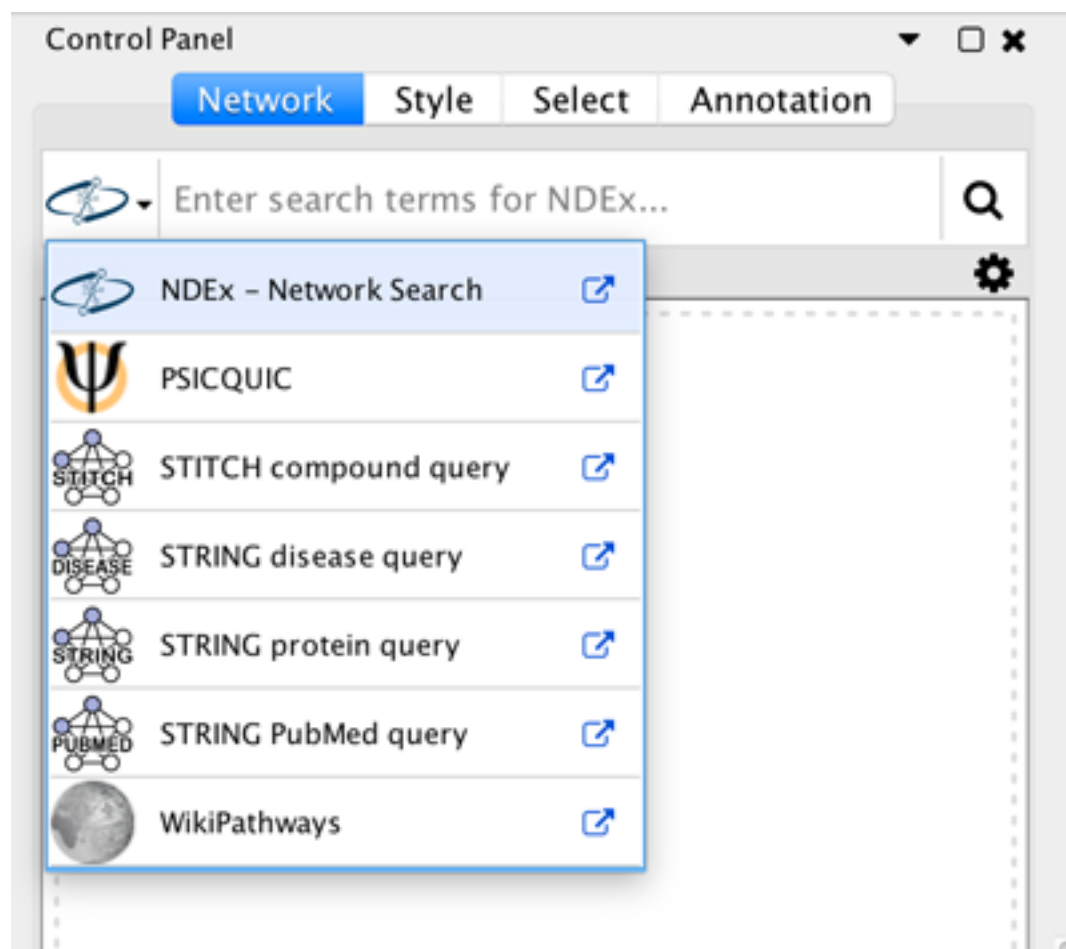 Control Panel
Network Style Select Annotation
Enter search terms for NDEx...
NDEx – Network Search
PSICQUIC
STITCH compound query
STITCH
STRING disease query
DISEASE
STRING protein query
STRING
STRING PubMed query
PUBMED
WikiPathways